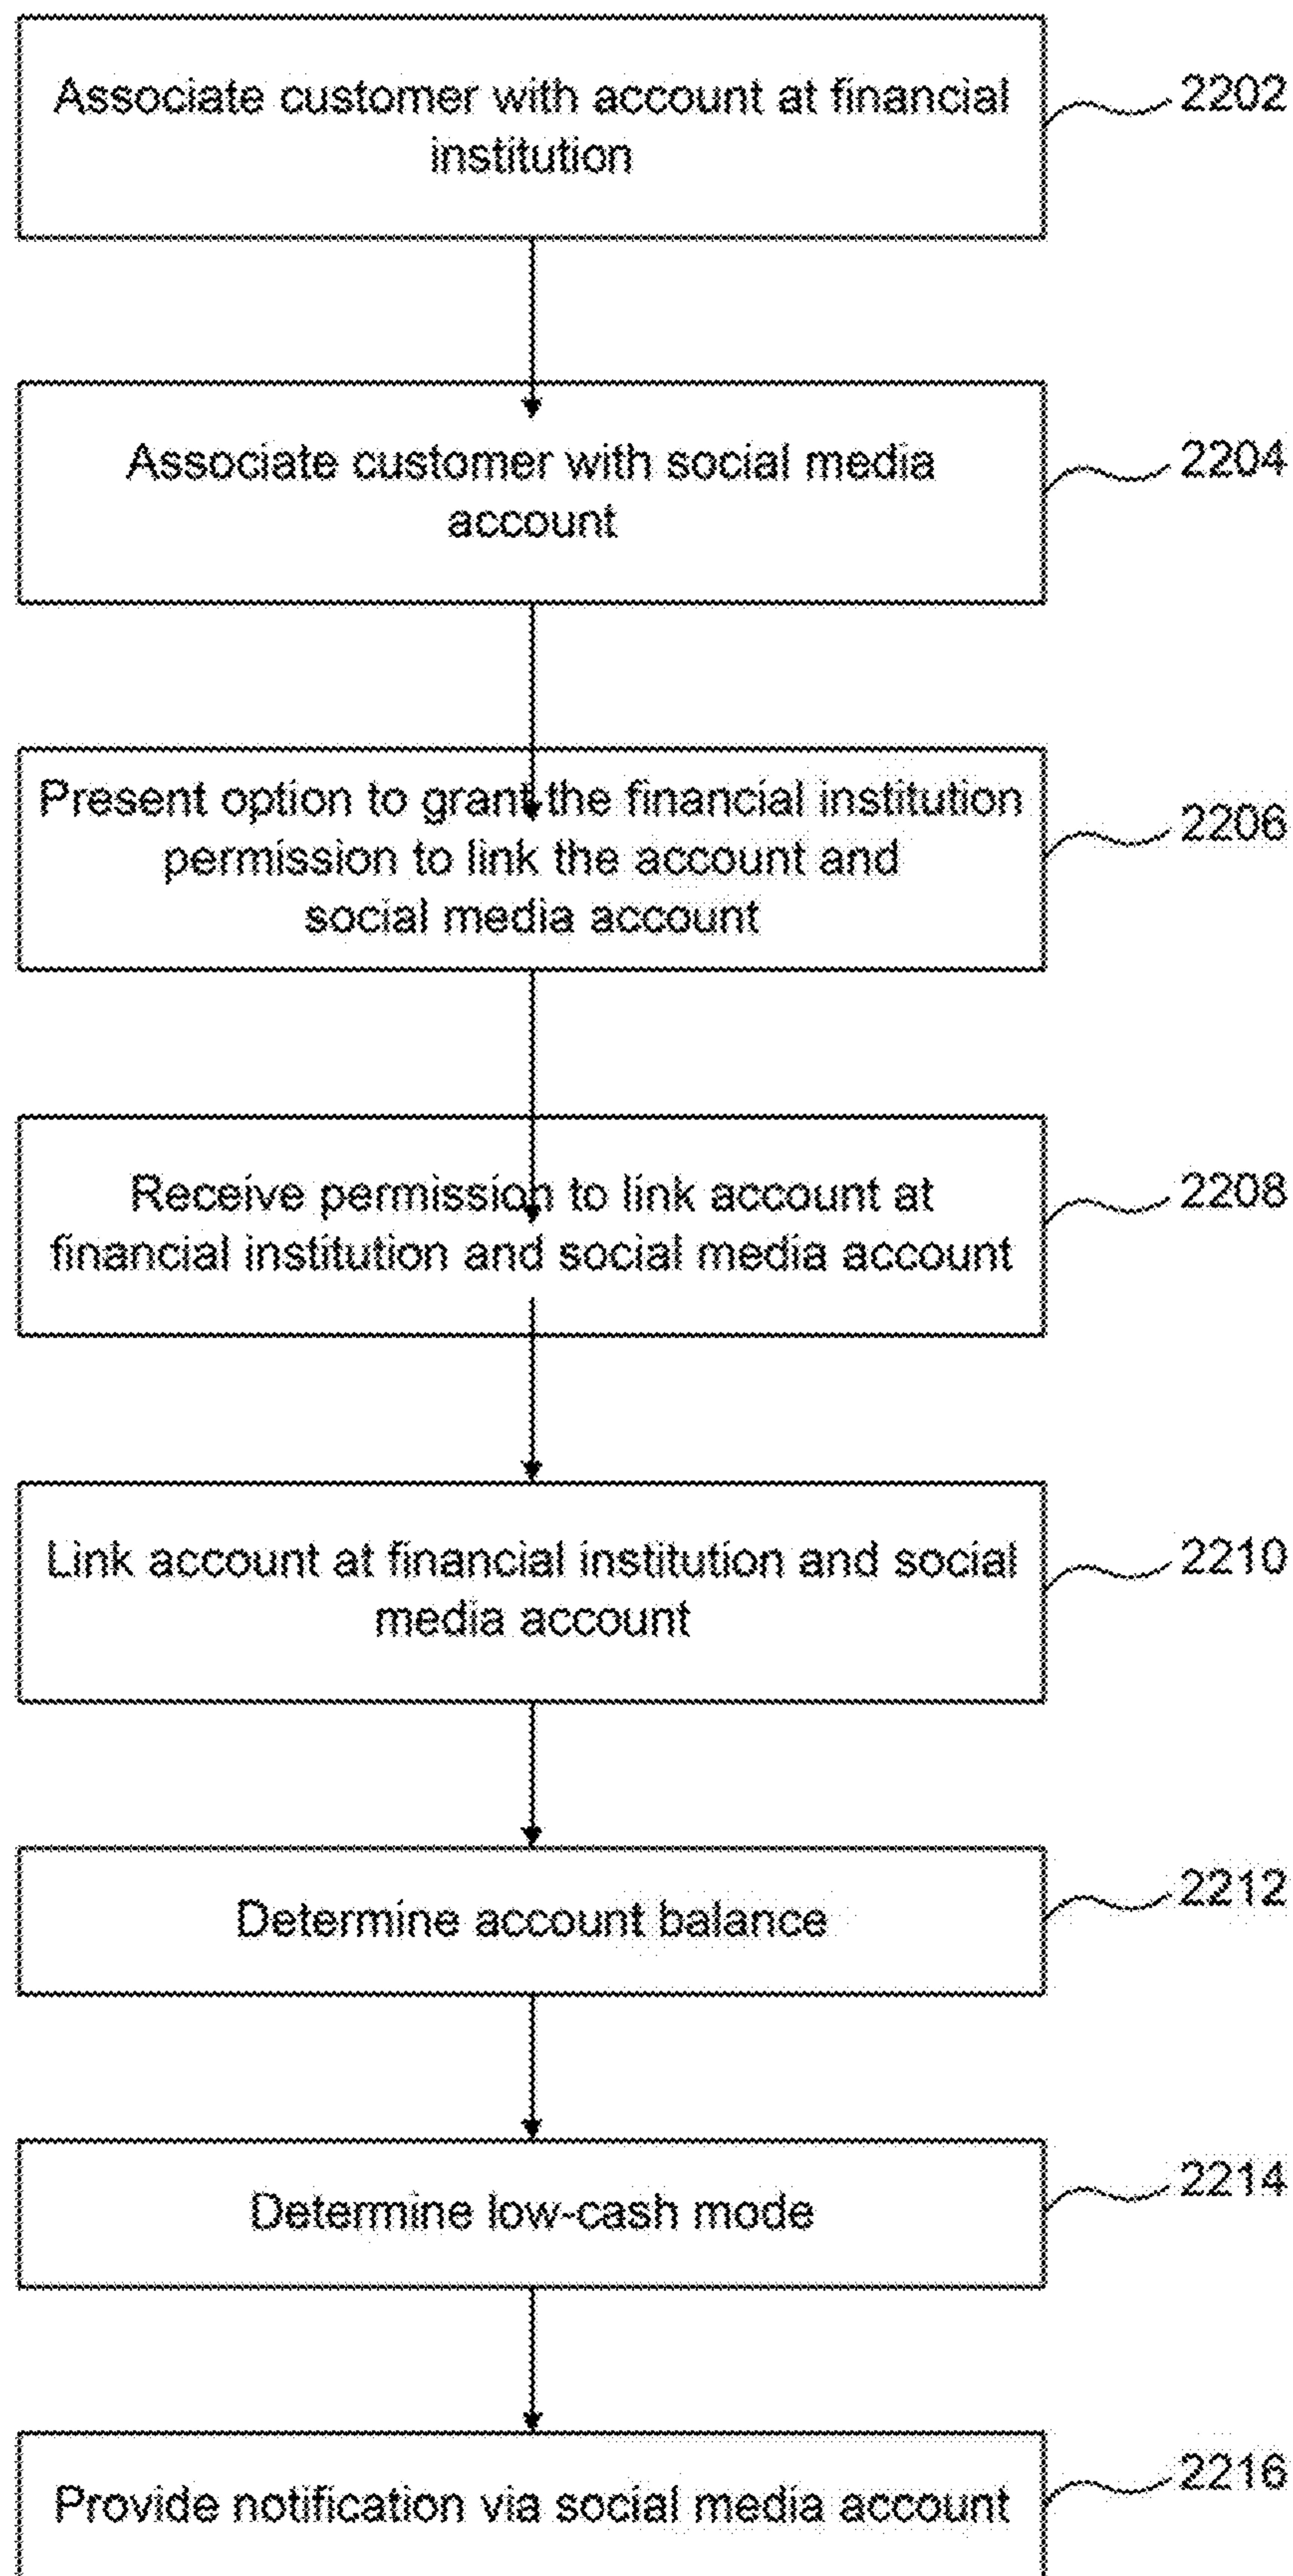 Associate customer with account at financial
institution
2202
Associate customer with social media
account
2204
Present option to grant the financial institution
permission to link the account and
social media account
2206
Receive permission to link account at
financial institution and social media account
2208
Link account at financial institution and social
media account
2210
Determine account balance
2212
Determine low-cash mode
2214
Provide notification via social media account
2216